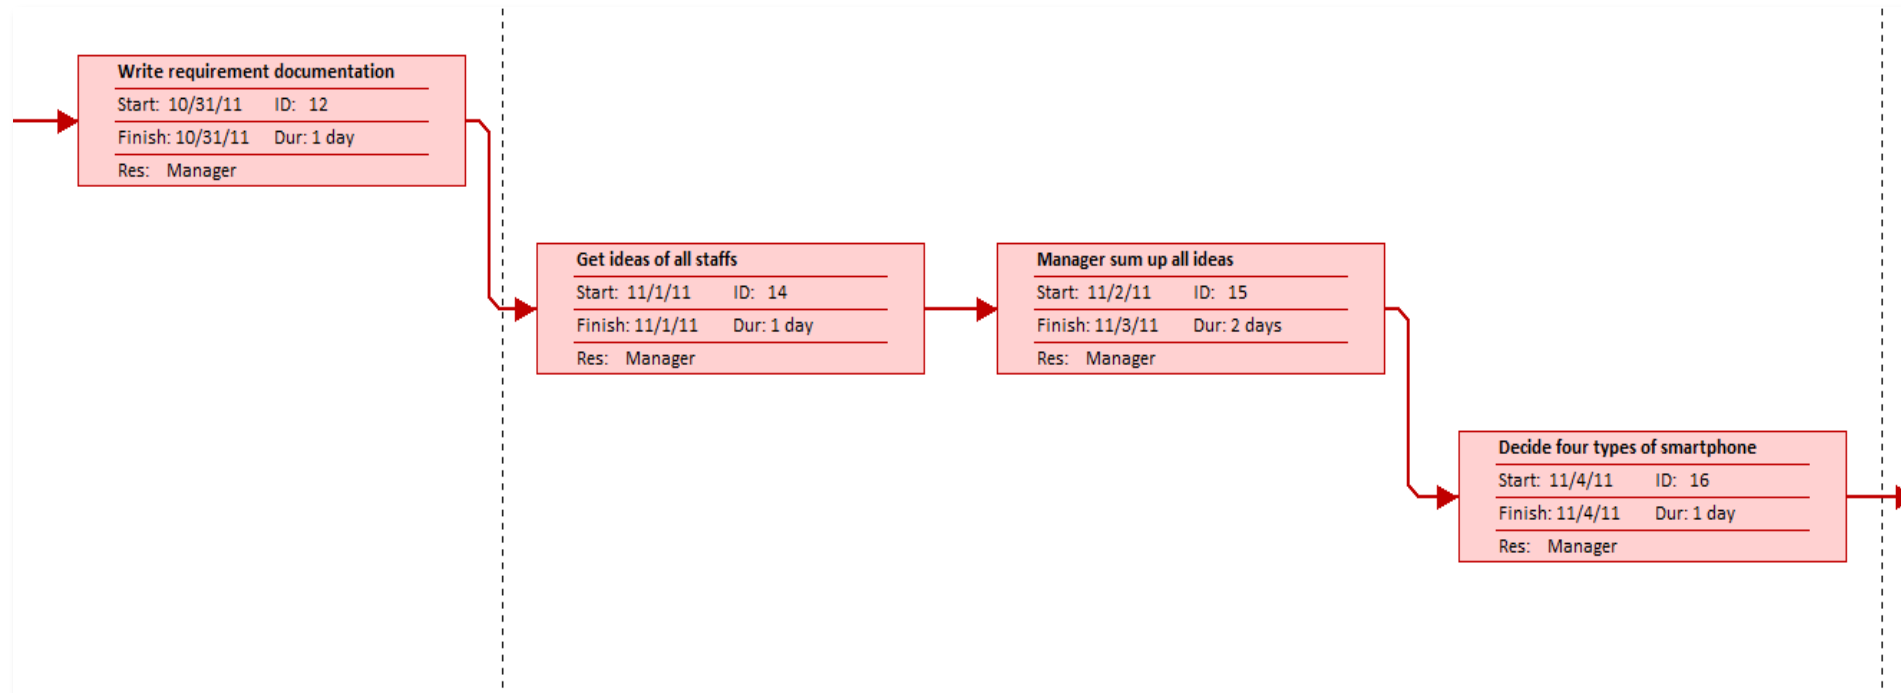 Write requirement documentation
Start: 10/31/11 ID: 12
Finish: 10/31/11 Dur: 1 day
Res: Manager
Get ideas of all staffs
Start: 11/1/11 ID: 14
Finish: 11/1/11 Dur: 1 day
Res: Manager
Manager sum up all ideas
Start: 11/2/11 ID: 15
Finish: 11/3/11 Dur: 2 days
Res: Manager
Decide four types of smartphone
Start: 11/4/11 ID: 16
Finish: 11/4/11 Dur: 1 day
Res: Manager